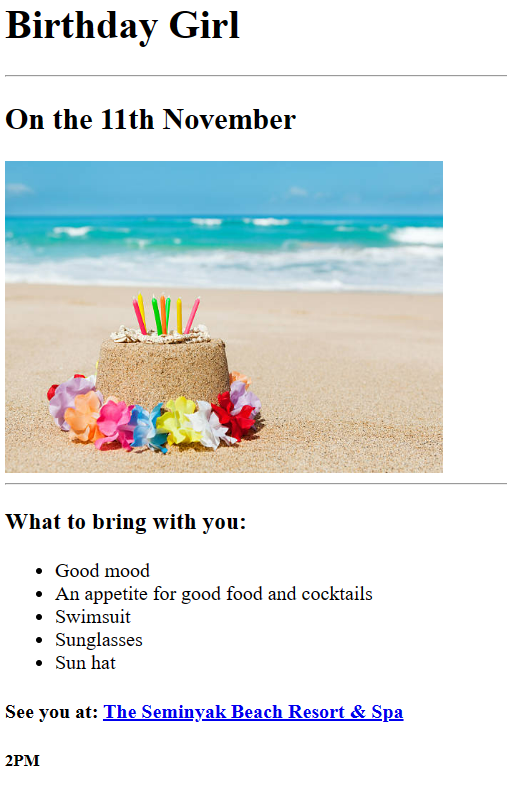 Birthday Girl
On the 11th November
What to bring with you:
Good mood
An appetite for good food and cocktails
Swimsuit
Sunglasses
Sun hat
See you at: The Seminyak Beach Resort & Spa
2PM